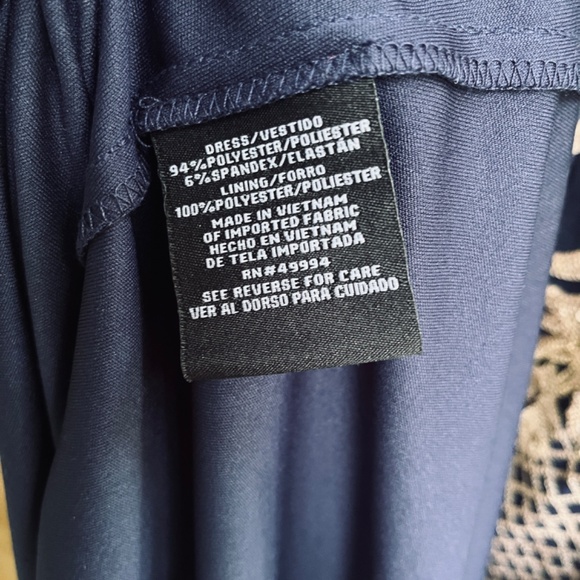 DRESS/VESTIDO
94%POLYESTER/POLIESTER
6%SPANDEX/ELASTÁN
LINING/FORRO
100%POLYESTER/POLIESTER
MADE IN VIETNAM
OF IMPORTED FABRIC
HECHO EN VIETNAM
DE TELA IMPORTADA
RN#49994
SEE REVERSE FOR CARE
VER AL DORSO PARA CUIDADO